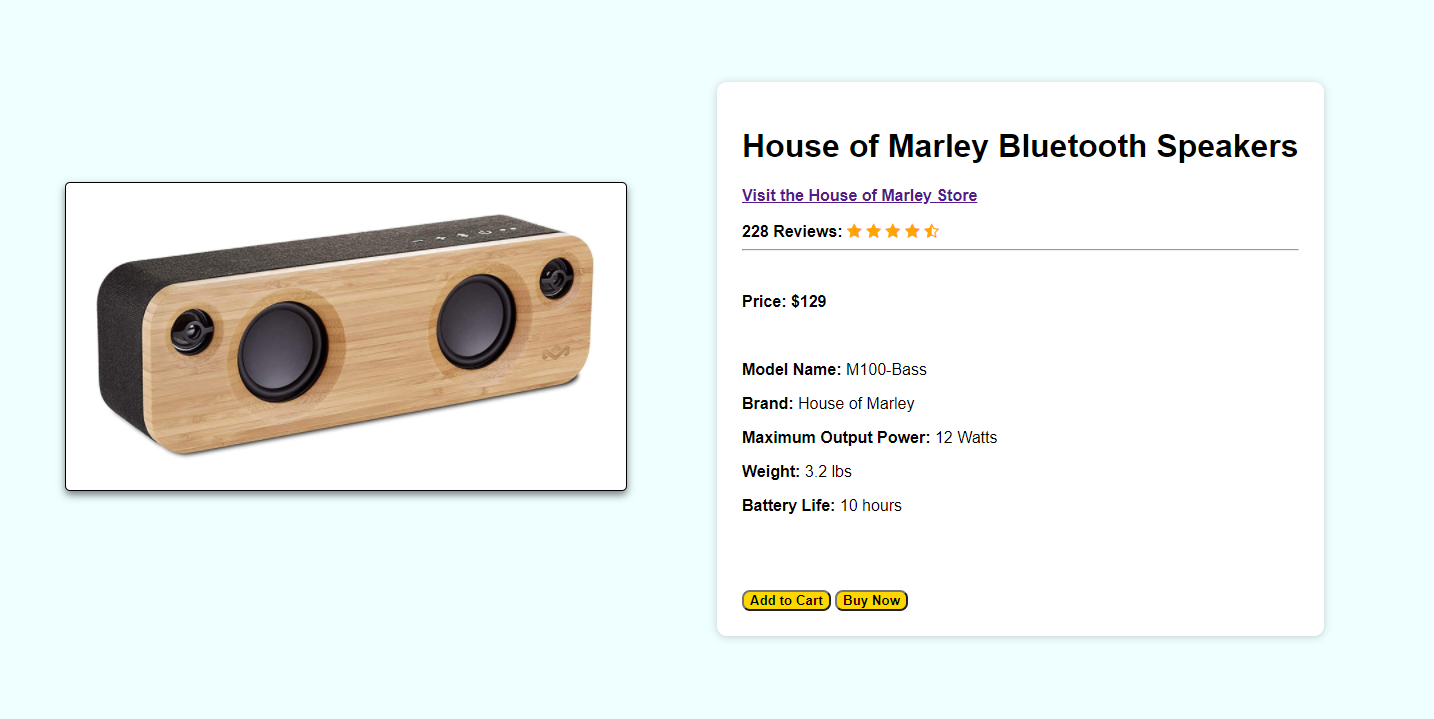 House of Marley Bluetooth Speakers
Visit the House of Marley Store
228 Reviews:
Price: $129
Model Name: M100-Bass
Brand: House of Marley
Maximum Output Power: 12 Watts
Weight: 3.2 lbs
Battery Life: 10 hours
Add to Cart Buy Now